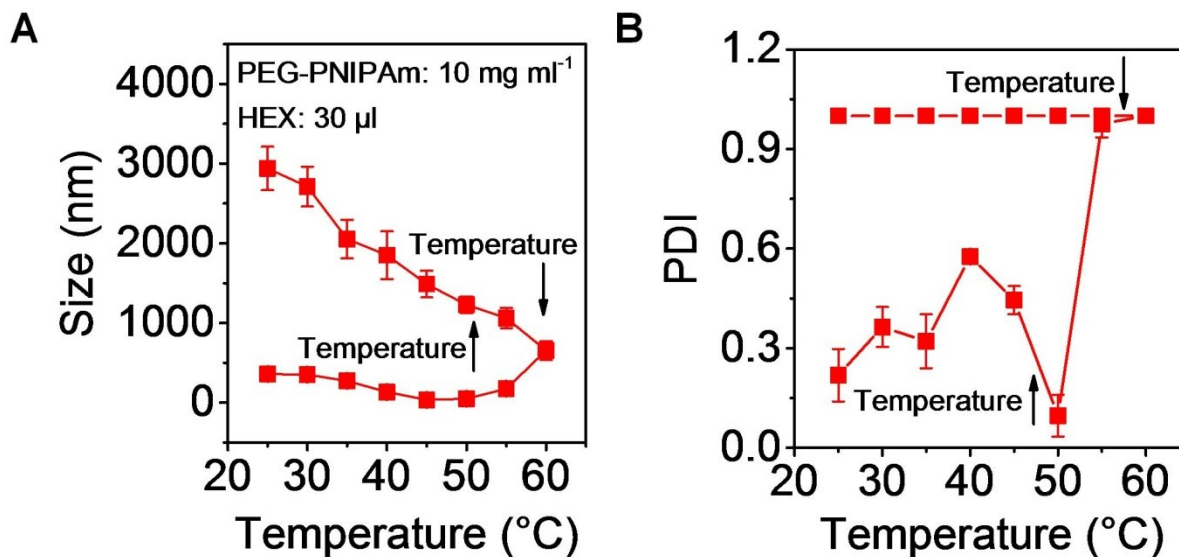 A
PEG-PNIPAm: 10 mg ml⁻¹
HEX: 30 µl
4000
3000
2000
1000
0
Size (nm)
Temperature
Temperature
20 30 40 50 60
Temperature (°C)
B
1.2
0.9
0.6
0.3
0.0
PDI
Temperature
Temperature
20 30 40 50 60
Temperature (°C)